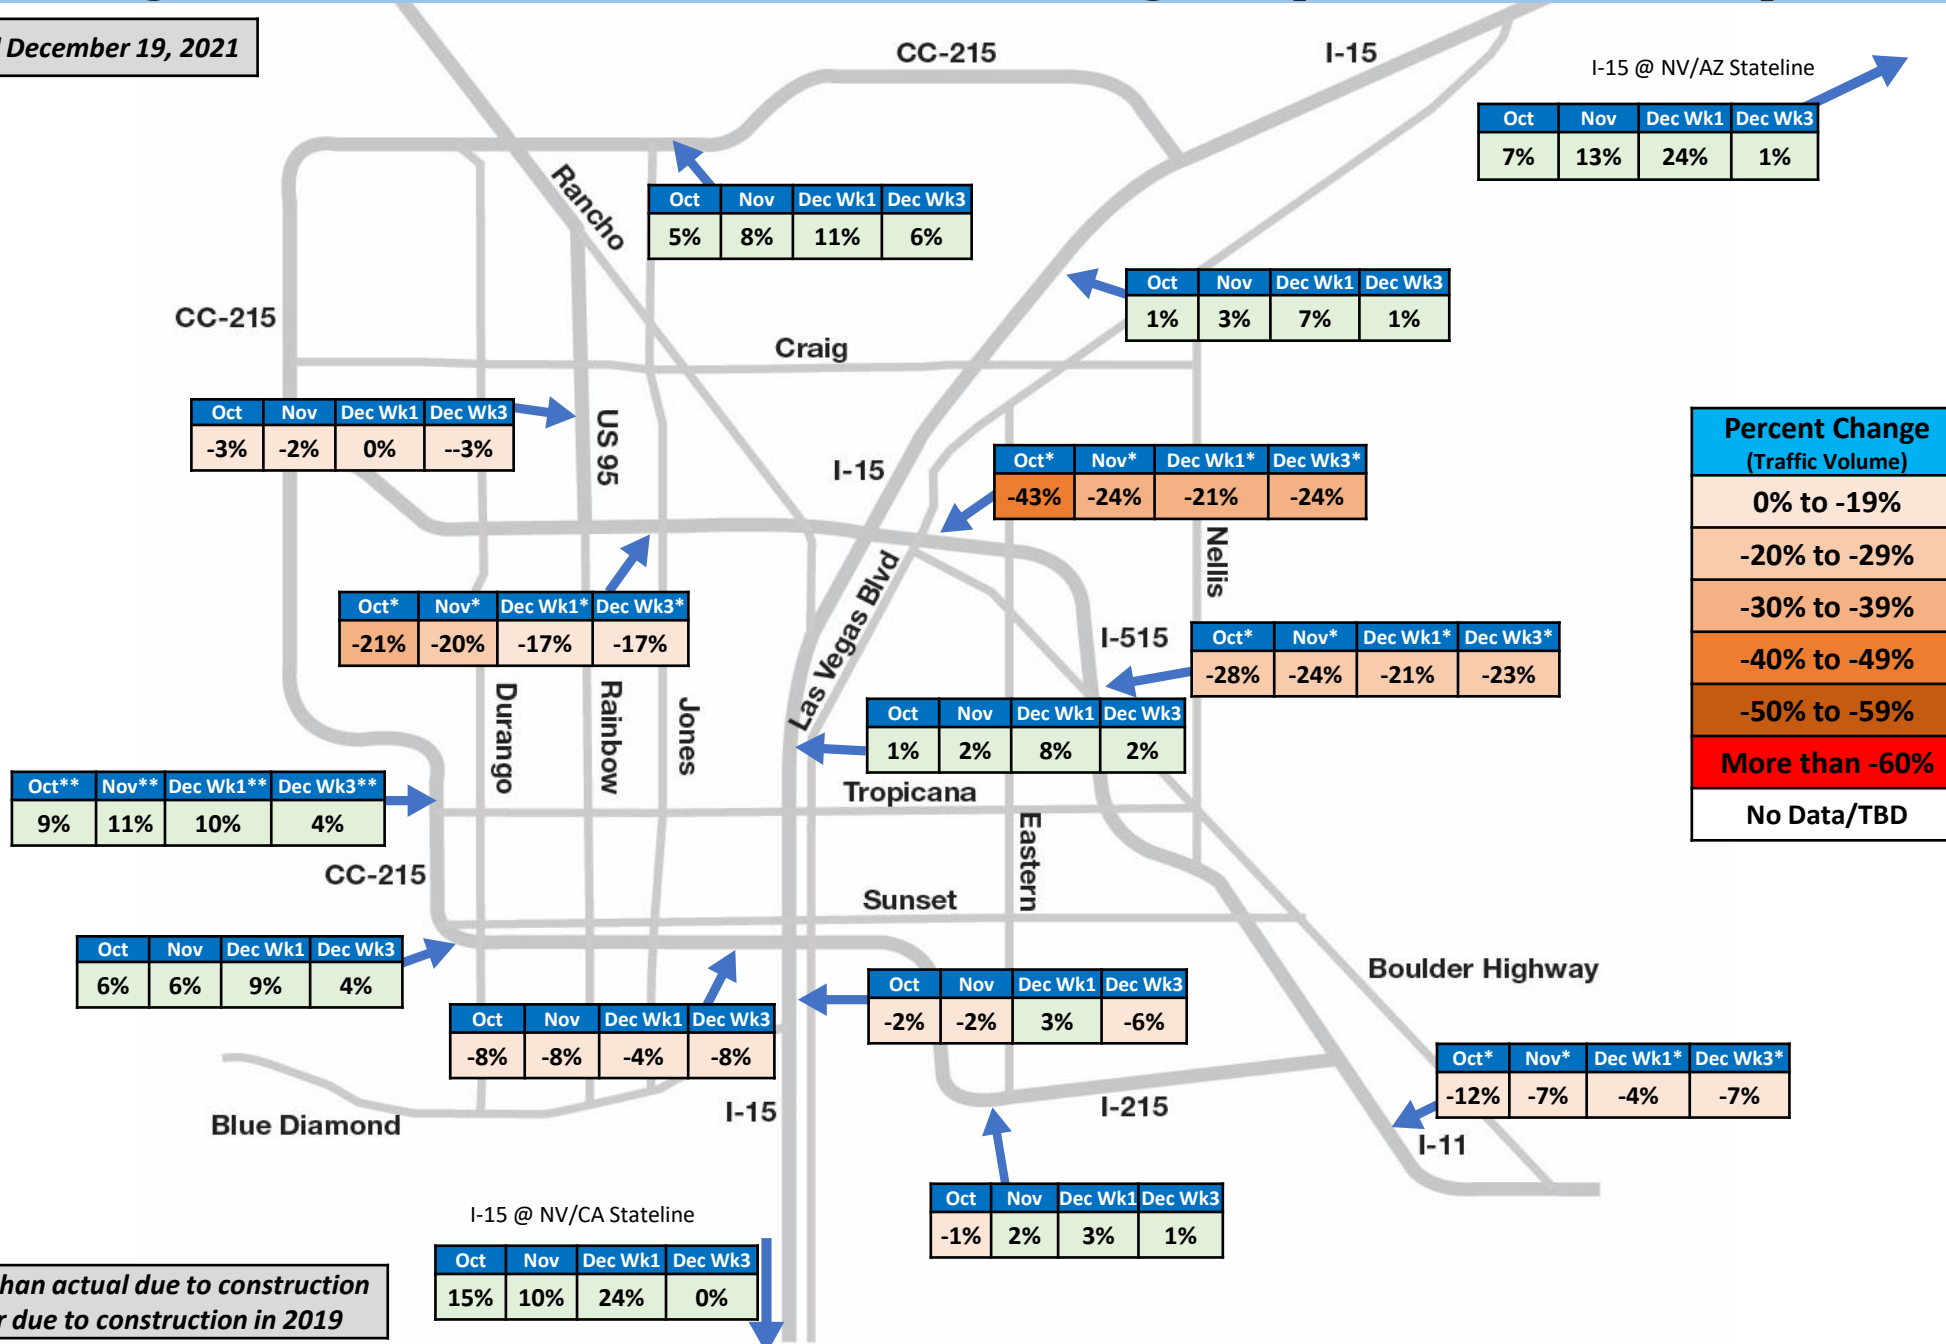 December 19, 2021
CC-215
I-15
I-15 @ NV/AZ Stateline
Oct Nov Dec Wk1 Dec Wk3
7% 13% 24% 1%
Rancho
Oct Nov Dec Wk1 Dec Wk3
5% 8% 11% 6%
Oct Nov Dec Wk1 Dec Wk3
1% 3% 7% 1%
CC-215
Craig
Oct Nov Dec Wk1 Dec Wk3
-3% -2% 0% --3%
US 95
I-15
Oct* Nov* Dec Wk1* Dec Wk3*
-43% -24% -21% -24%
Nellis
Percent Change
(Traffic Volume)
0% to -19%
-20% to -29%
-30% to -39%
-40% to -49%
-50% to -59%
More than -60%
No Data/TBD
Las Vegas Blvd
Oct* Nov* Dec Wk1* Dec Wk3*
-21% -20% -17% -17%
I-515
Oct* Nov* Dec Wk1* Dec Wk3*
-28% -24% -21% -23%
Durango
Rainbow
Jones
Oct Nov Dec Wk1 Dec Wk3
1% 2% 8% 2%
Oct** Nov** Dec Wk1** Dec Wk3**
9% 11% 10% 4%
Tropicana
Eastern
CC-215
Sunset
Oct Nov Dec Wk1 Dec Wk3
6% 6% 9% 4%
Boulder Highway
Oct Nov Dec Wk1 Dec Wk3
-8% -8% -4% -8%
Oct Nov Dec Wk1 Dec Wk3
-2% -2% 3% -6%
Oct* Nov* Dec Wk1* Dec Wk3*
-12% -7% -4% -7%
Blue Diamond
I-15
I-215
I-11
Oct Nov Dec Wk1 Dec Wk3
-1% 2% 3% 1%
I-15 @ NV/CA Stateline
Oct Nov Dec Wk1 Dec Wk3
15% 10% 24% 0%
han actual due to construction
r due to construction in 2019